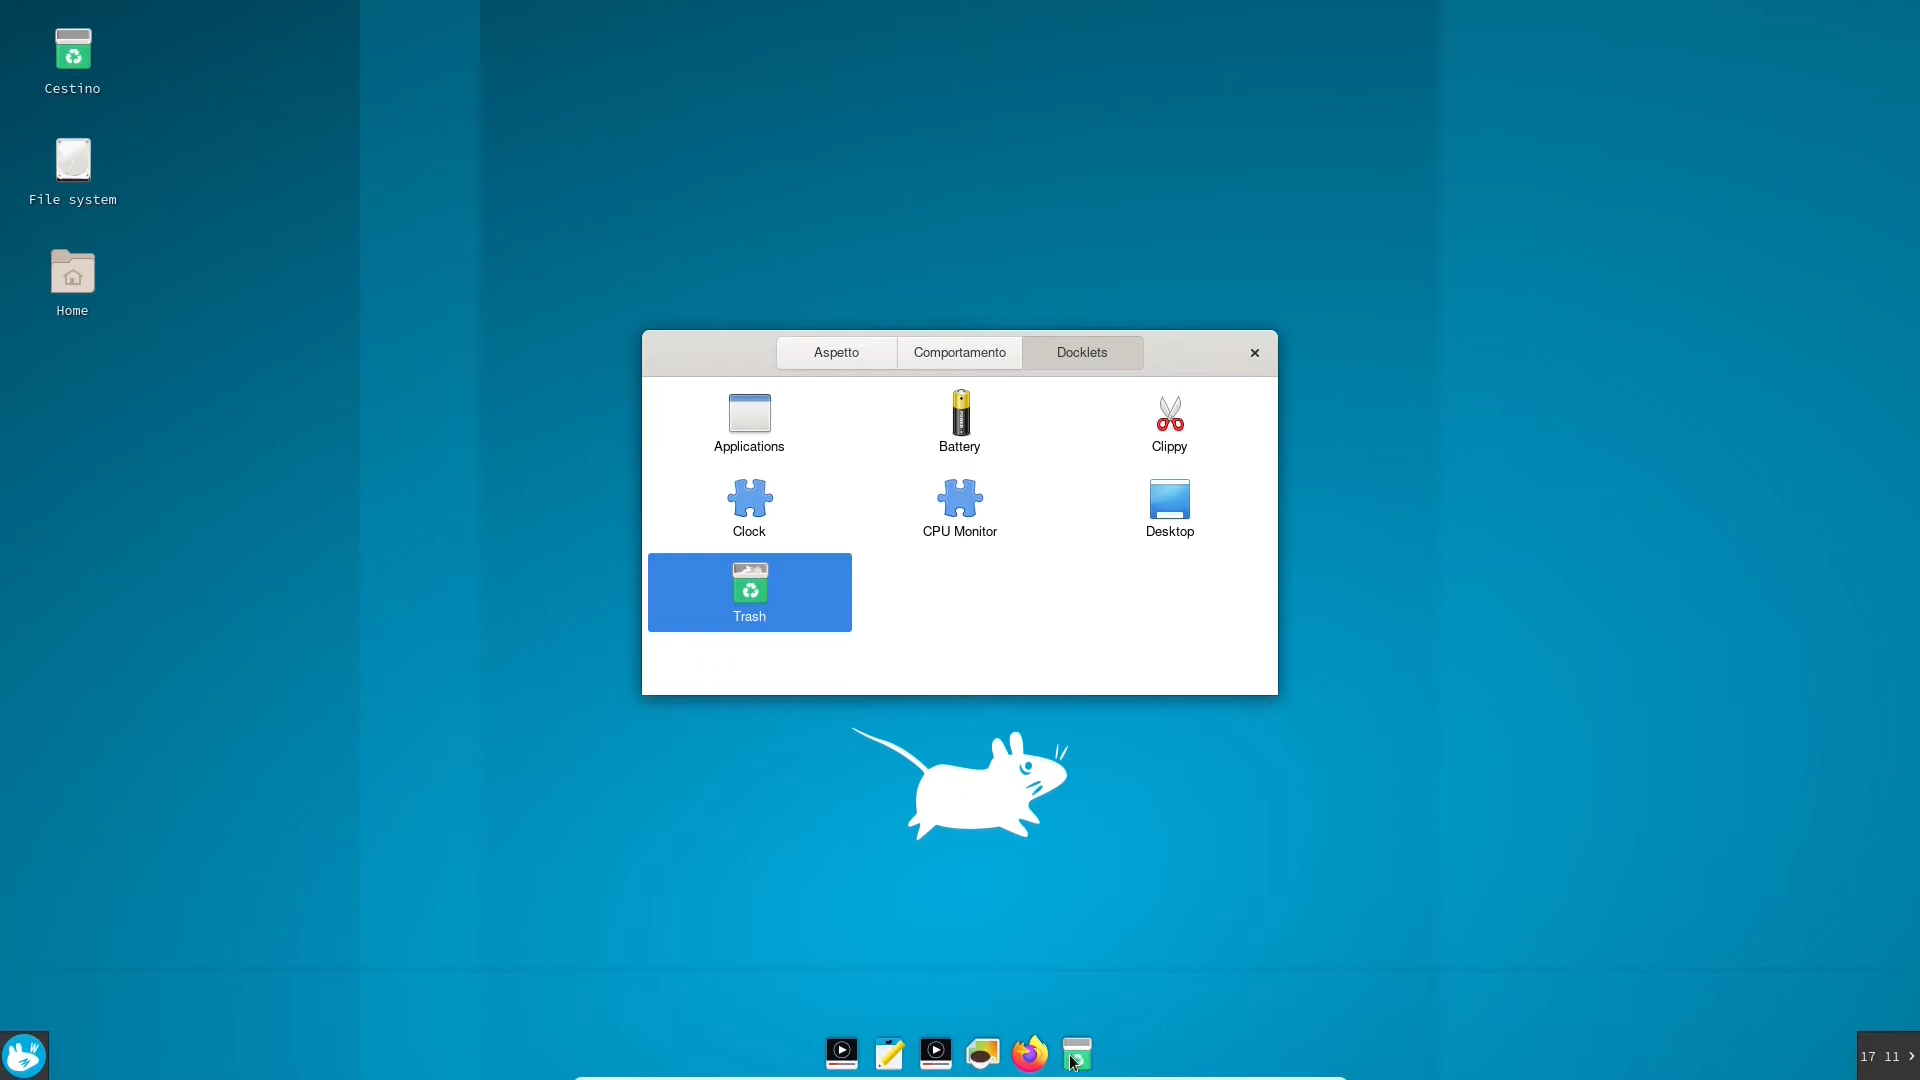 Cestino
File system
Home
Aspetto
Comportamento
Docklets
Applications
Battery
Clippy
Clock
CPU Monitor
Desktop
Trash
17 11